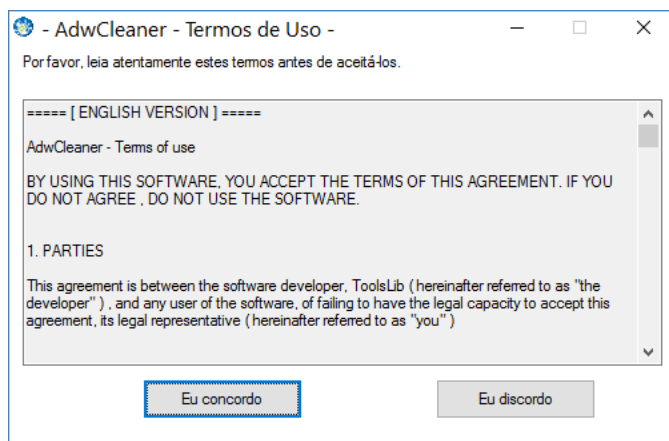 - AdwCleaner - Termos de Uso -
Por favor, leia atentamente estes termos antes de aceitá-los.
===== [ ENGLISH VERSION ] =====
AdwCleaner - Terms of use
BY USING THIS SOFTWARE, YOU ACCEPT THE TERMS OF THIS AGREEMENT. IF YOU
DO NOT AGREE , DO NOT USE THE SOFTWARE.
1. PARTIES
This agreement is between the software developer, ToolsLib ( hereinafter referred to as "the
developer" ) , and any user of the software, of failing to have the legal capacity to accept this
agreement, its legal representative ( hereinafter referred to as "you" )
Eu concordo
Eu discordo